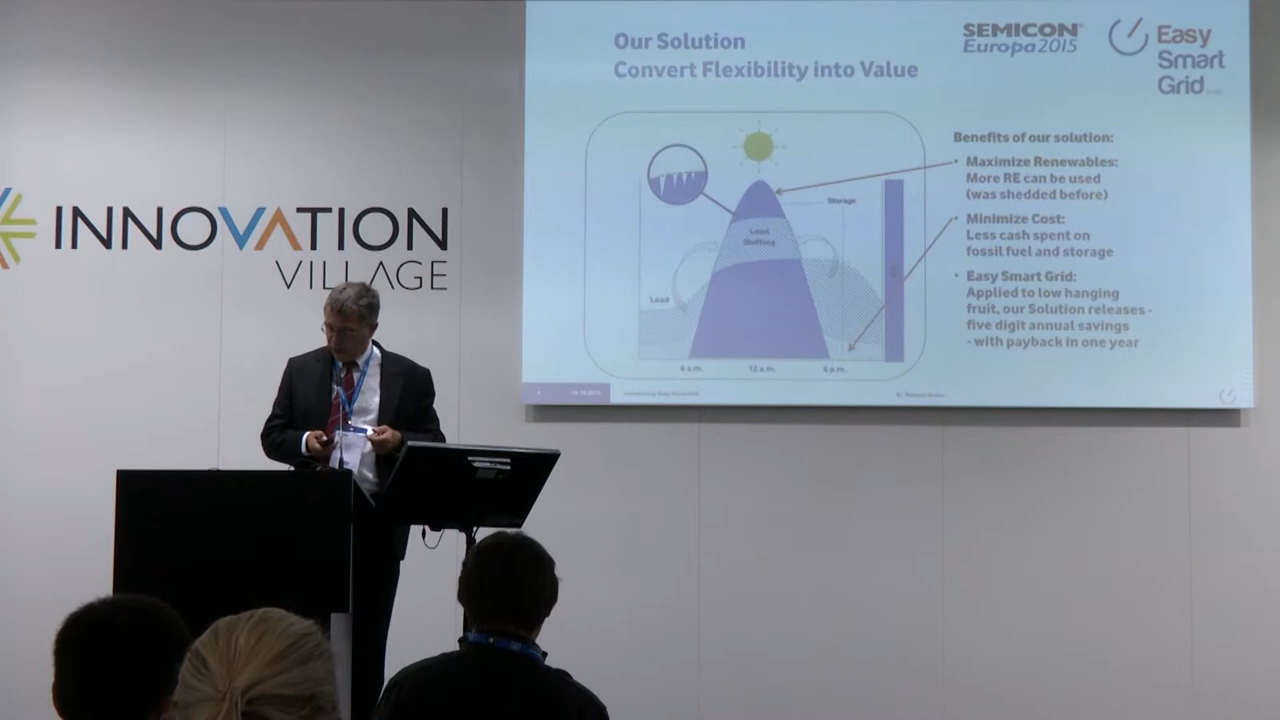 INNOVATION
VILLAGE
Our Solution
Convert Flexibility into Value
SEMICON
Europa2015
Easy
Smart
Grid
Storage
Load
Shifting
Load
6 a.m.
12 a.m.
6 p.m.
Benefits of our solution:
• Maximize Renewables:
More RE can be used
(was shedded before)
• Minimize Cost:
Less cash spent on
fossil fuel and storage
• Easy Smart Grid:
Applied to low hanging
fruit, our Solution releases -
five digit annual savings
- with payback in one year